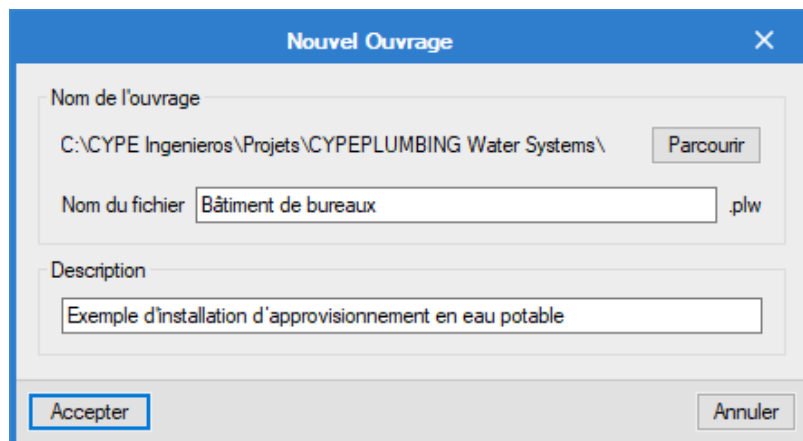 Nouvel Ouvrage
Nom de l'ouvrage
C:\CYPE Ingenieros\Projets\CYPEPLUMBING Water Systems\ Parcourir
Nom du fichier Bâtiment de bureaux .plw
Description
Exemple d'installation d'approvisionnement en eau potable
Accepter Annuler